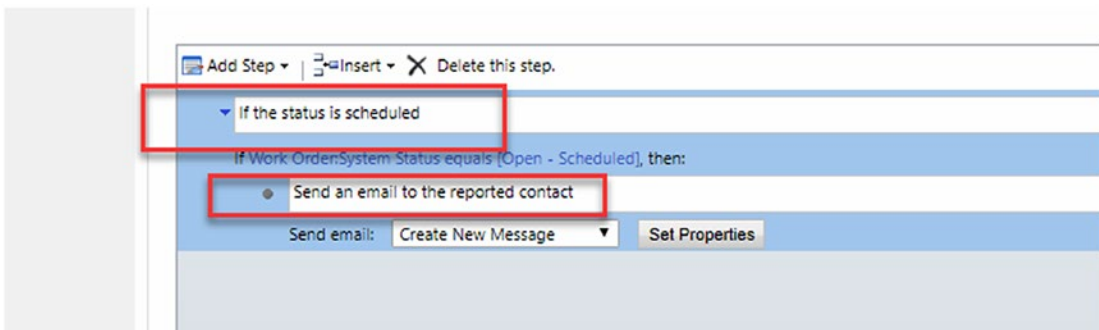 Add Step Insert Delete this step.
If the status is scheduled
If Work Order:System Status equals [Open - Scheduled], then:
Send an email to the reported contact
Send email: Create New Message Set Properties